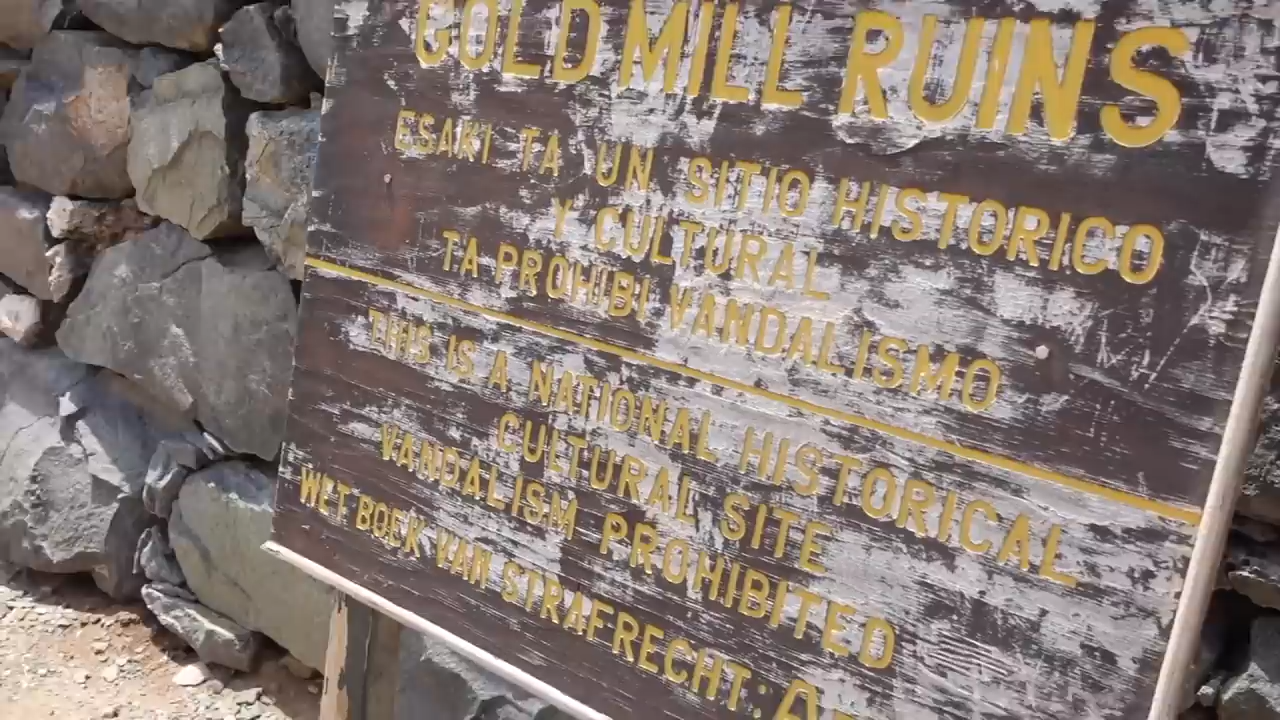 GOLD MILL RUINS
ESAKI TA UN SITIO HISTORICO
Y CULTURAL
TA PROHIBI VANDALISMO
THIS IS A NATIONAL HISTORICAL
CULTURAL SITE
VANDALISM PROHIBITED
WET BOEK VAN STRAFRECHT: